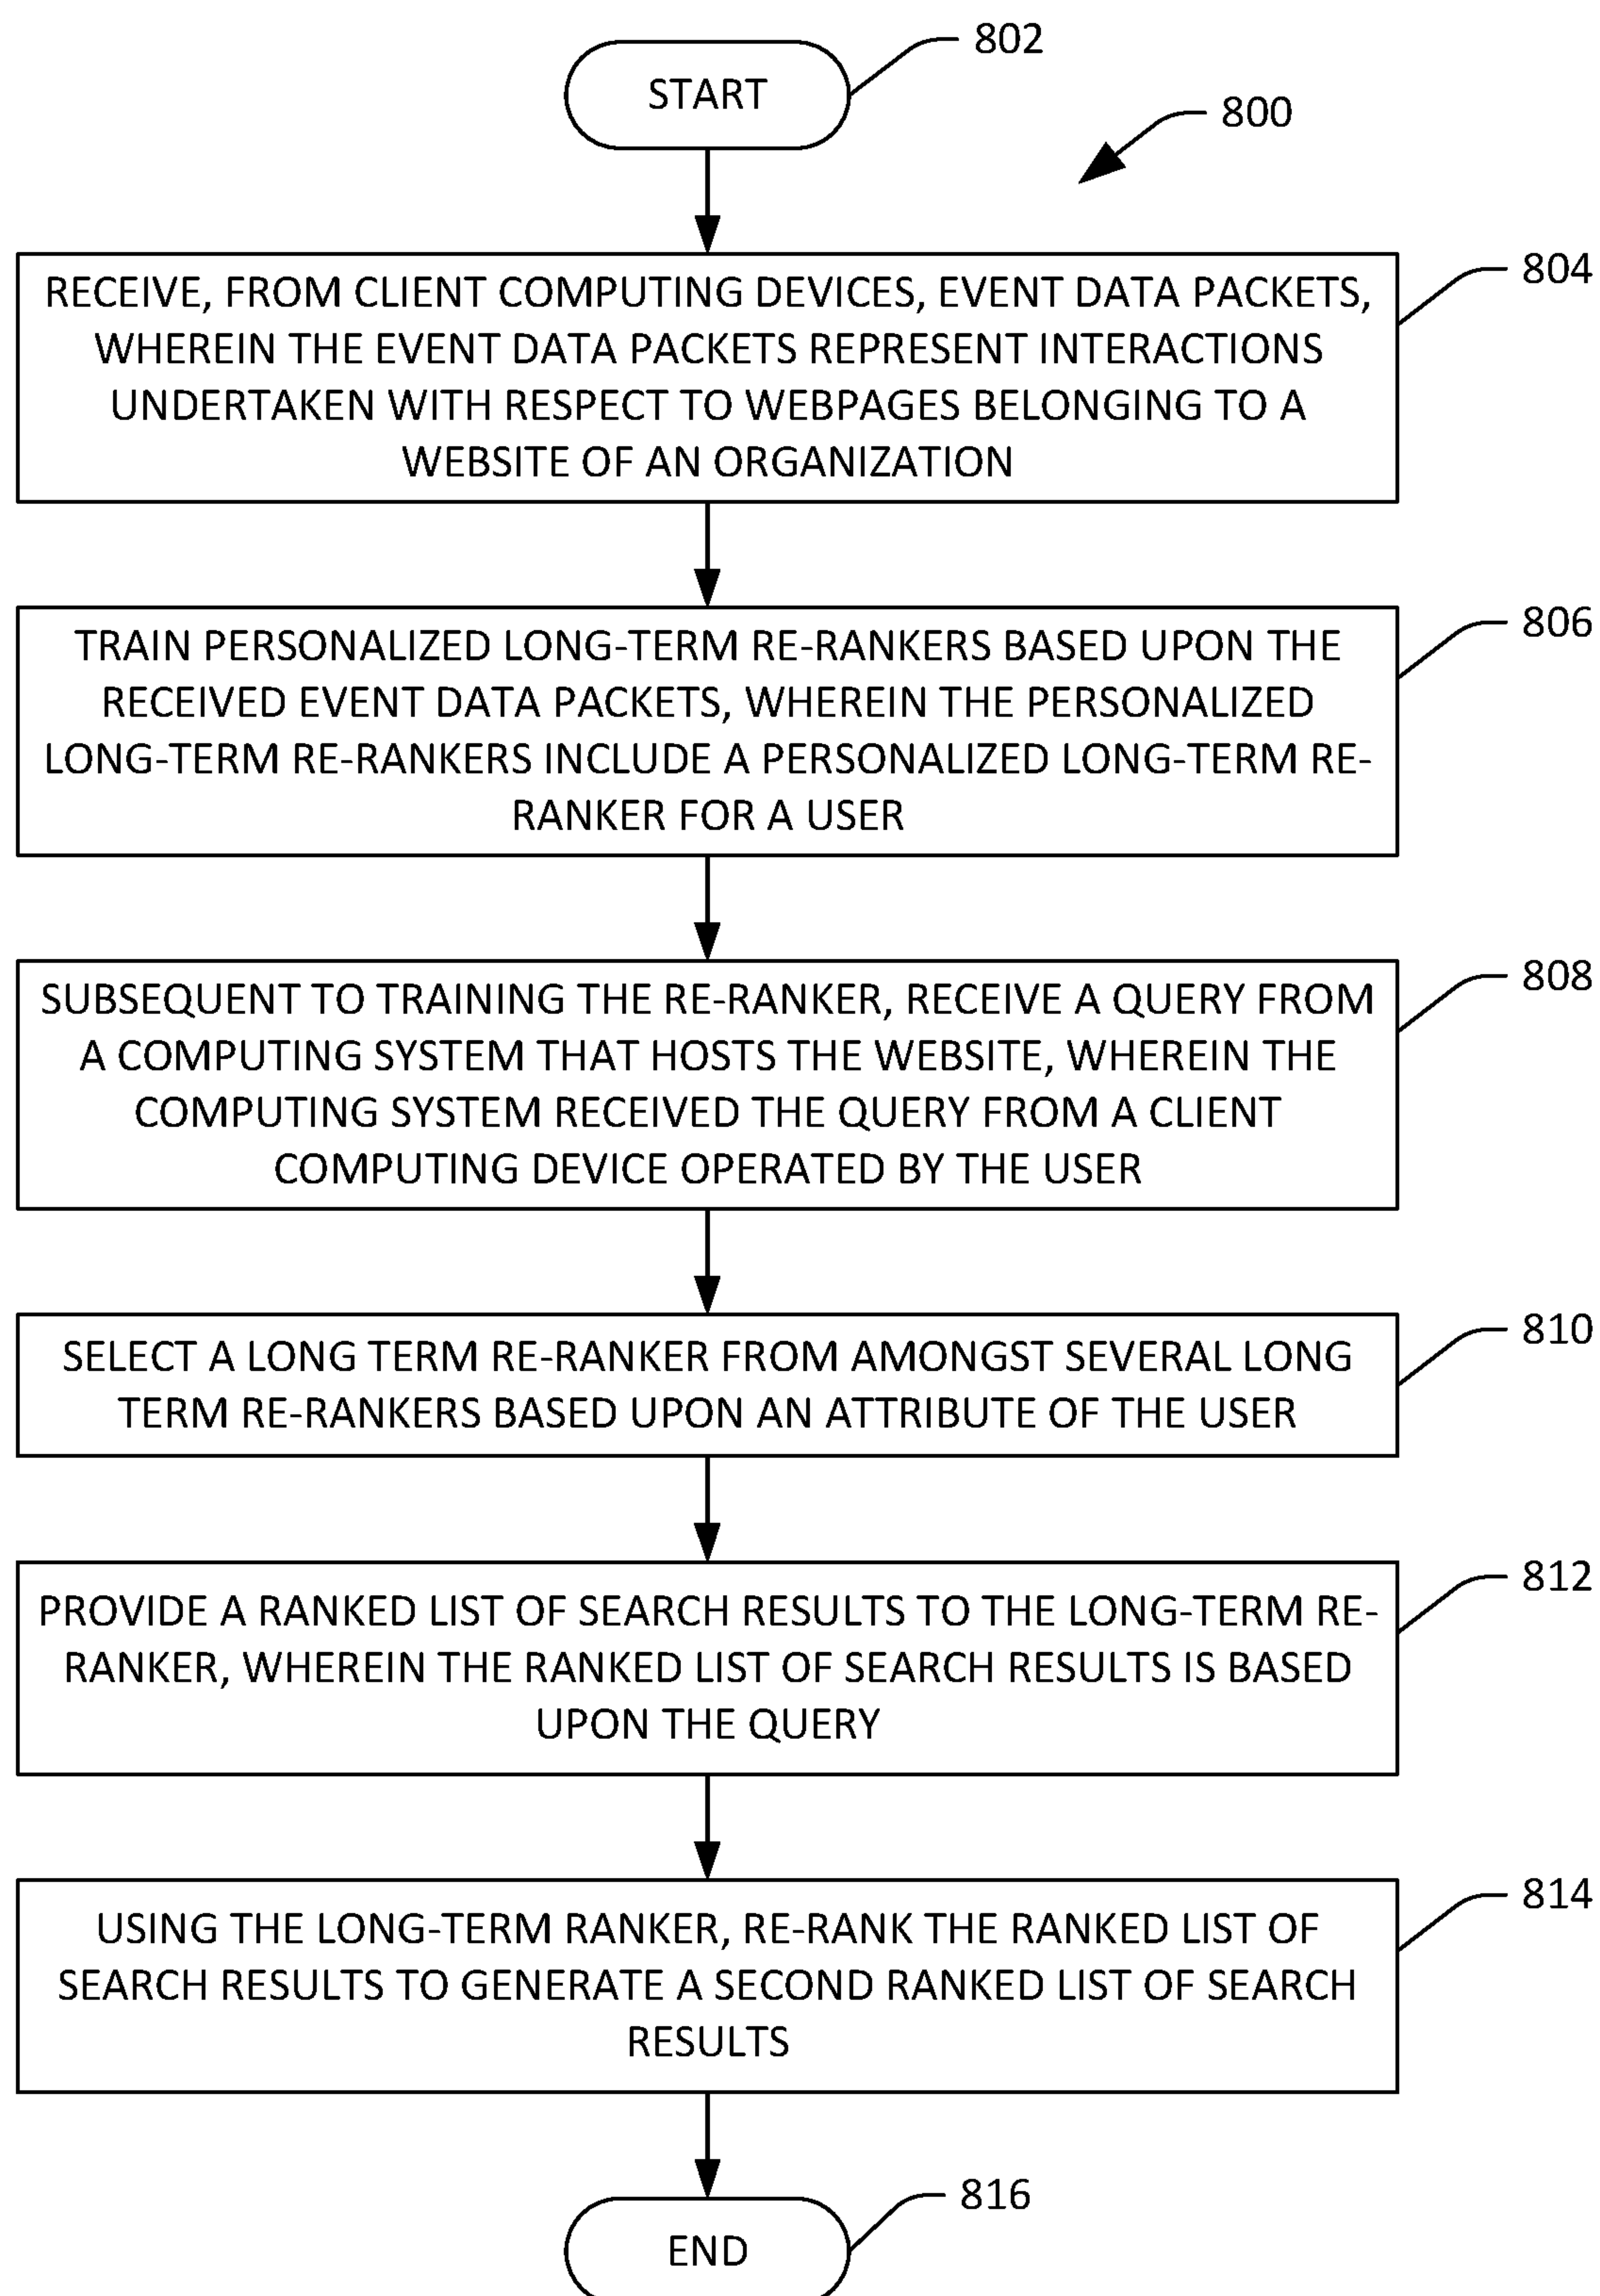 802
START
800
RECEIVE, FROM CLIENT COMPUTING DEVICES, EVENT DATA PACKETS,
WHEREIN THE EVENT DATA PACKETS REPRESENT INTERACTIONS
UNDERTAKEN WITH RESPECT TO WEBPAGES BELONGING TO A
WEBSITE OF AN ORGANIZATION
804
TRAIN PERSONALIZED LONG-TERM RE-RANKERS BASED UPON THE
RECEIVED EVENT DATA PACKETS, WHEREIN THE PERSONALIZED
LONG-TERM RE-RANKERS INCLUDE A PERSONALIZED LONG-TERM RE-
RANKER FOR A USER
806
SUBSEQUENT TO TRAINING THE RE-RANKER, RECEIVE A QUERY FROM
A COMPUTING SYSTEM THAT HOSTS THE WEBSITE, WHEREIN THE
COMPUTING SYSTEM RECEIVED THE QUERY FROM A CLIENT
COMPUTING DEVICE OPERATED BY THE USER
808
SELECT A LONG TERM RE-RANKER FROM AMONGST SEVERAL LONG
TERM RE-RANKERS BASED UPON AN ATTRIBUTE OF THE USER
810
PROVIDE A RANKED LIST OF SEARCH RESULTS TO THE LONG-TERM RE-
RANKER, WHEREIN THE RANKED LIST OF SEARCH RESULTS IS BASED
UPON THE QUERY
812
USING THE LONG-TERM RANKER, RE-RANK THE RANKED LIST OF
SEARCH RESULTS TO GENERATE A SECOND RANKED LIST OF SEARCH
RESULTS
814
816
END